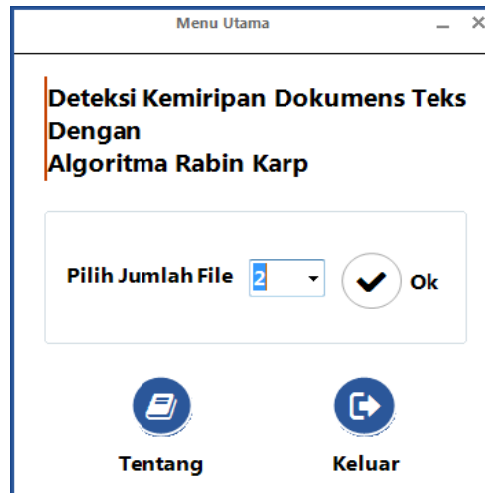 Menu Utama
Deteksi Kemiripan Dokumens Teks
Dengan
Algoritma Rabin Karp
Pilih Jumlah File 2 Ok
Tentang Keluar